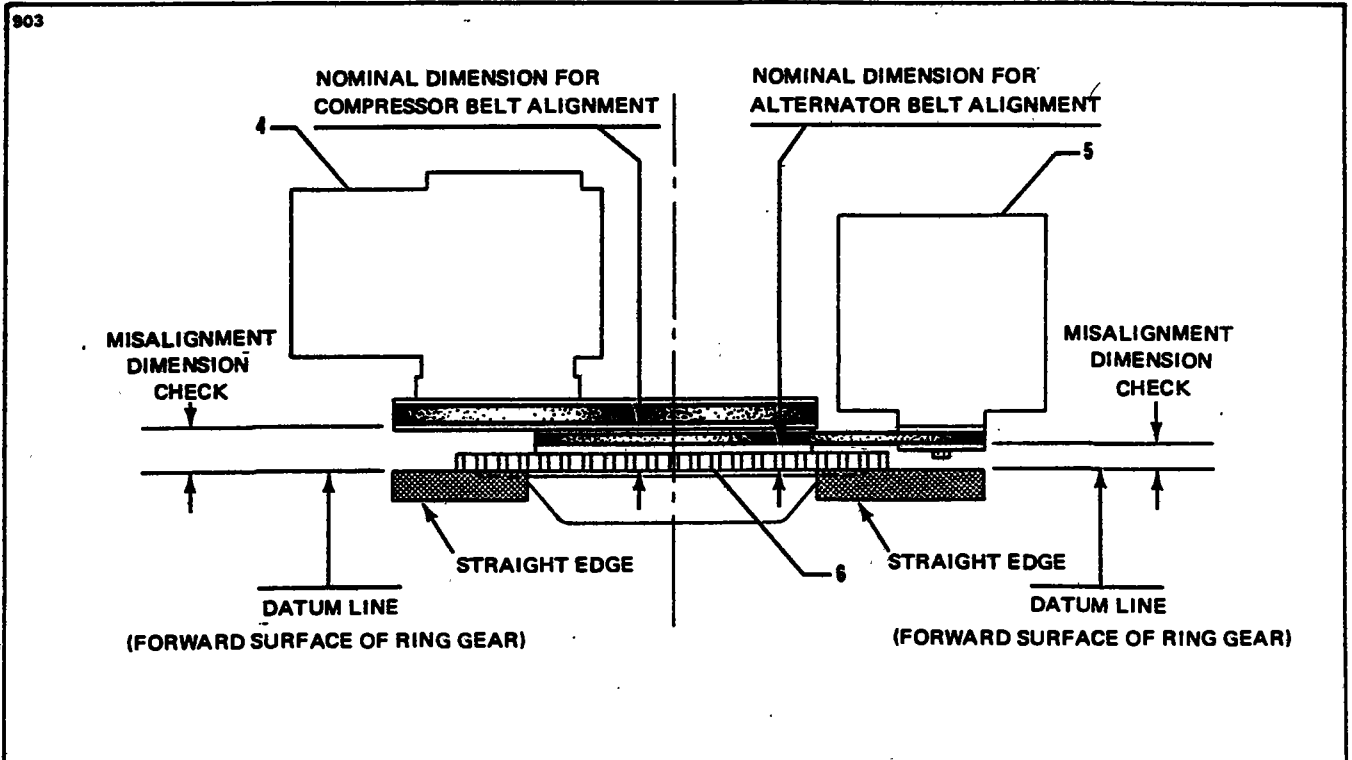 903
NOMINAL DIMENSION FOR
COMPRESSOR BELT ALIGNMENT
NOMINAL DIMENSION FOR
ALTERNATOR BELT ALIGNMENT
4
5
MISALIGNMENT
DIMENSION
CHECK
MISALIGNMENT
DIMENSION
CHECK
STRAIGHT EDGE
6
STRAIGHT EDGE
DATUM LINE
(FORWARD SURFACE OF RING GEAR)
DATUM LINE
(FORWARD SURFACE OF RING GEAR)